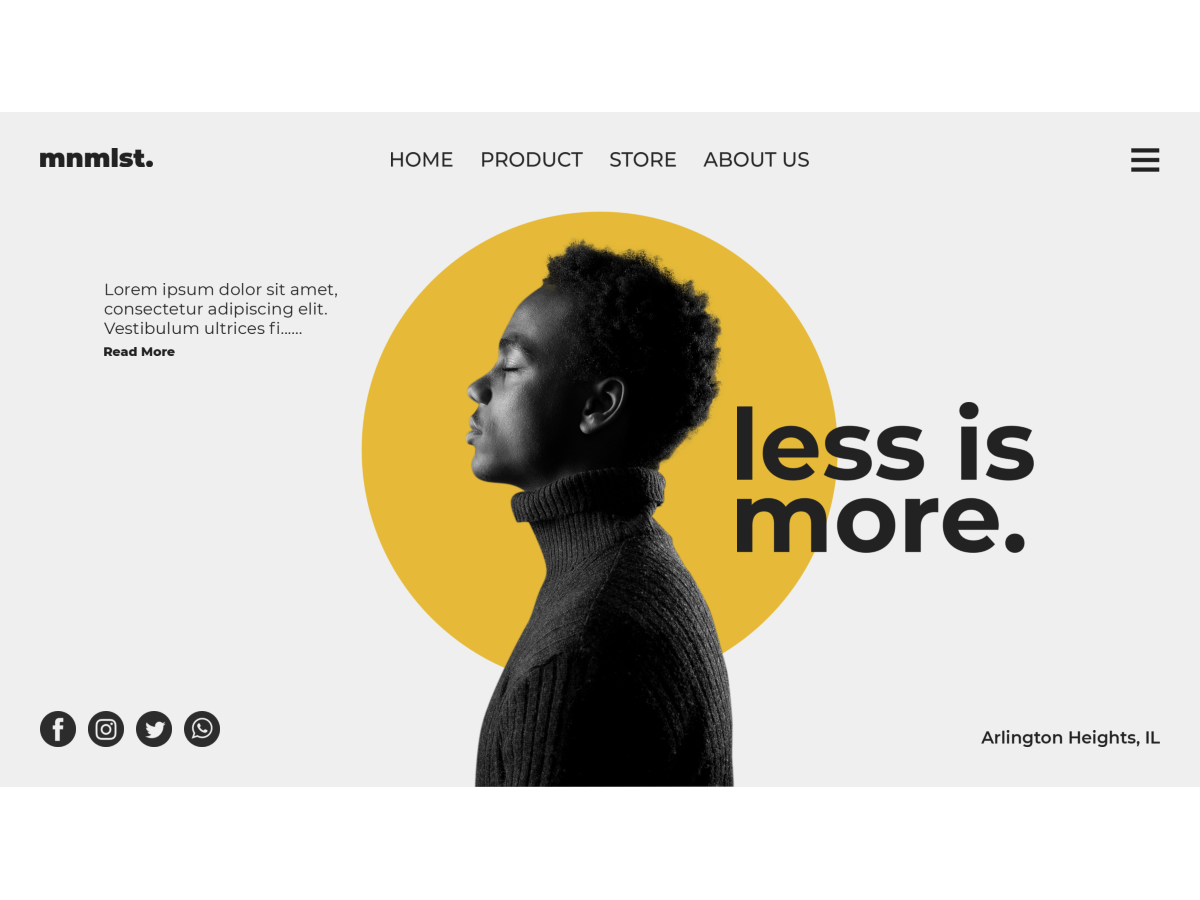 mnmlst.
HOME PRODUCT STORE ABOUT US
Lorem ipsum dolor sit amet,
consectetur adipiscing elit.
Vestibulum ultrices fi......
Read More
less is
more.
Arlington Heights, IL